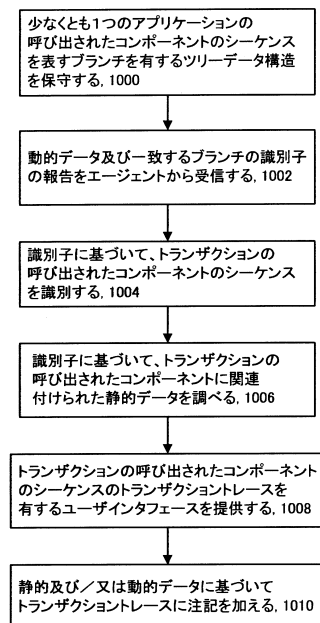 少なくとも1つのアプリケーションの
呼び出されたコンポーネントのシーケンス
を表すブランチを有するツリーデータ構造
を保守する, 1000
動的データ及び一致するブランチの識別子
の報告をエージェントから受信する, 1002
識別子に基づいて、トランザクションの
呼び出されたコンポーネントのシーケンス
を識別する, 1004
識別子に基づいて、トランザクションの
呼び出されたコンポーネントに関連
付けられた静的データを調べる, 1006
トランザクションの呼び出されたコンポーネント
のシーケンスのトランザクショントレースを
有するユーザインタフェースを提供する, 1008
静的及び/又は動的データに基づいて
トランザクショントレースに注記を加える, 1010